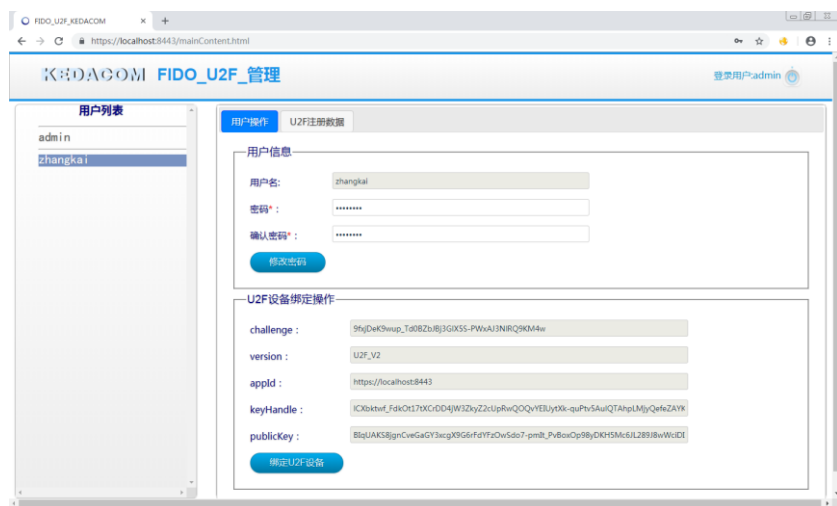 FIDO_U2F_KEDACOM
https://localhost:8443/mainContent.html
KEDACOM FIDO_U2F_管理
登录用户:admin
用户列表
admin
zhangkai
用户操作 U2F注册数据
用户信息
用户名: zhangkai
密码*: ••••••••
确认密码*: ••••••••
修改密码
U2F设备绑定操作
challenge :
version : U2F_V2
appId : https://localhost:8443
keyHandle :
publicKey :
绑定U2F设备